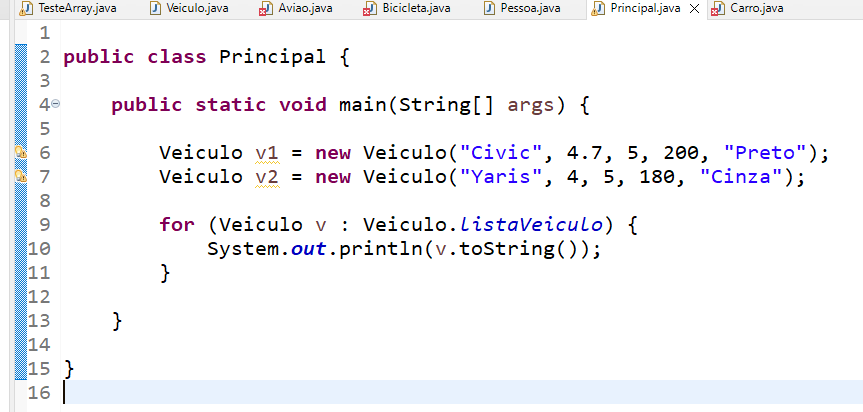 TesteArray.java Veiculo.java Aviao.java Bicicleta.java Pessoa.java Principal.java Carro.java
1
2 public class Principal {
3
4 public static void main(String[] args) {
5
6 Veiculo v1 = new Veiculo("Civic", 4.7, 5, 200, "Preto");
7 Veiculo v2 = new Veiculo("Yaris", 4, 5, 180, "Cinza");
8
9 for (Veiculo v : Veiculo.listaVeiculo) {
10 System.out.println(v.toString());
11 }
12
13 }
14
15 }
16